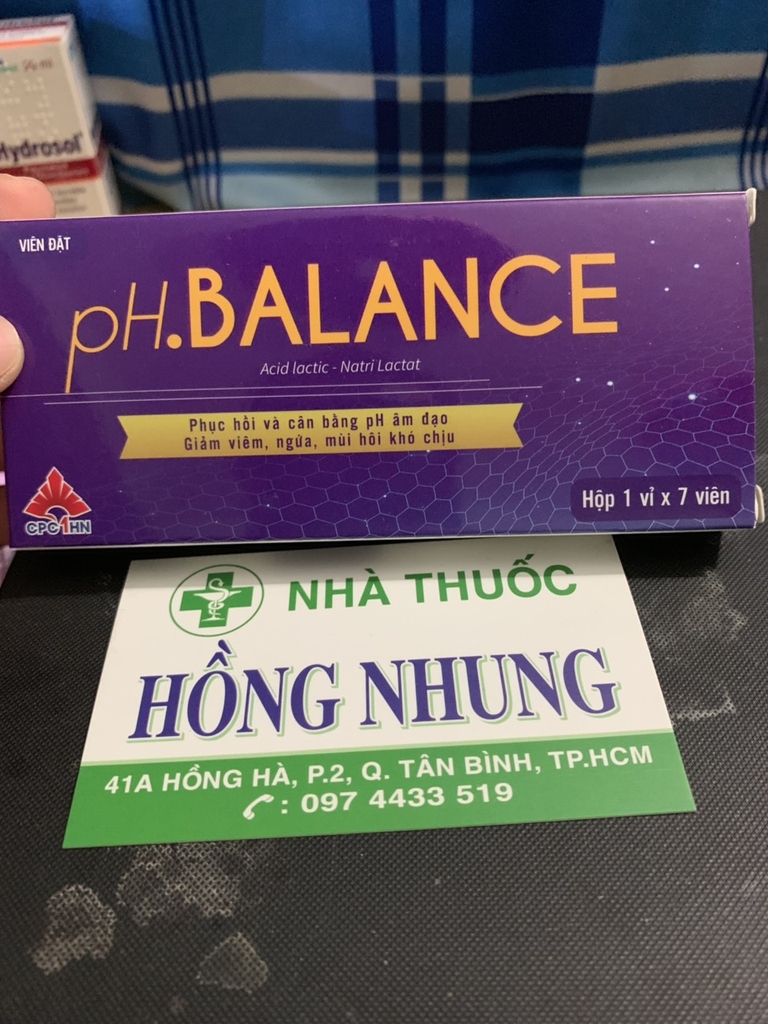 Hydrosol
VIÊN ĐẶT
pH.BALANCE
Acid lactic - Natri Lactat
Phục hồi và cân bằng pH âm đạo
Giảm viêm, ngứa, mùi hôi khó chịu
CPC1HN
Hộp 1 vỉ x 7 viên
NHÀ THUỐC
HỒNG NHUNG
41A HỒNG HÀ, P.2, Q. TÂN BÌNH, TP.HCM
: 097 4433 519